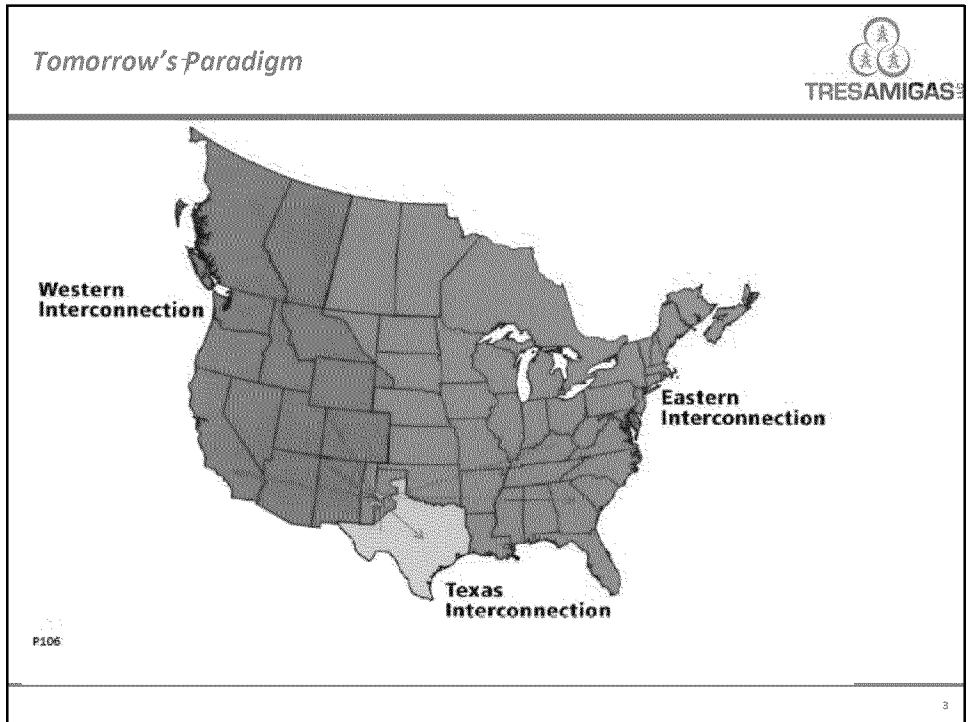 Tomorrow's Paradigm
TRESAMIGAS
Western
Interconnection
Eastern
Interconnection
Texas
Interconnection
P106
3